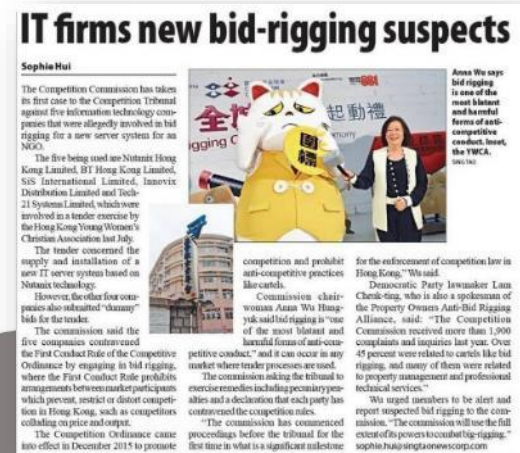 IT firms new bid-rigging suspects
Sophie Hui
The Competition Commission has taken
its first case to the Competition Tribunal
against five information technology com-
panies that were allegedly involved in bid
rigging for a new server system for an
NGO.
The five being sued are Nutanix Hong
Kong Limited, BT Hong Kong Limited,
SiS International Limited, Innovix
Distribution Limited and Tech-
21 Systems Limited, which were
involved in a tender exercise by
the Hong Kong Young Women's
Christian Association last July.
The tender concerned the
supply and installation of a
new IT server system based on
Nutanix technology.
However, the other four com-
panies also submitted "dummy"
bids for the tender.
The commission said the
five companies contravened
the First Conduct Rule of the Competitive
Ordinance by engaging in bid rigging,
where the First Conduct Rule prohibits
arrangements between market participants
which prevent, restrict or distort competi-
tion in Hong Kong, such as competitors
colluding on price and output.
The Competition Ordinance came
into effect in December 2015 to promote
competition and prohibit
anti-competitive practices
like cartels.
Commission chair-
woman Anna Wu Hung-
yuk said bid rigging is "one
of the most blatant and
harmful forms of anti-com-
petitive conduct," and it can occur in any
market where tender processes are used.
The commission asking the tribunal to
exercise remedies including pecuniary pen-
alties and a declaration that each party has
contravened the competition rules.
"The commission has commenced
proceedings before the tribunal for the
first time in what is a significant milestone
for the enforcement of competition law in
Hong Kong," Wu said.
Democratic Party lawmaker Lam
Cheuk-ting, who is also a spokesman of
the Property Owners Anti-Bid Rigging
Alliance, said: "The Competition
Commission received more than 1,900
complaints and inquiries last year. Over
45 percent were related to cartels like bid
rigging, and many of them were related
to property management and professional
technical services."
Wu urged members to be alert and
report suspected bid rigging to the com-
mission. "The commission will use the full
extent of its powers to combat big-rigging."
sophie.hui@singtaonewscorp.com
Anna Wu says
bid rigging
is one of the
most blatant
and harmful
forms of anti-
competitive
conduct. Inset,
the YWCA.
SING TAO
起動禮
gging C
mony
圍標